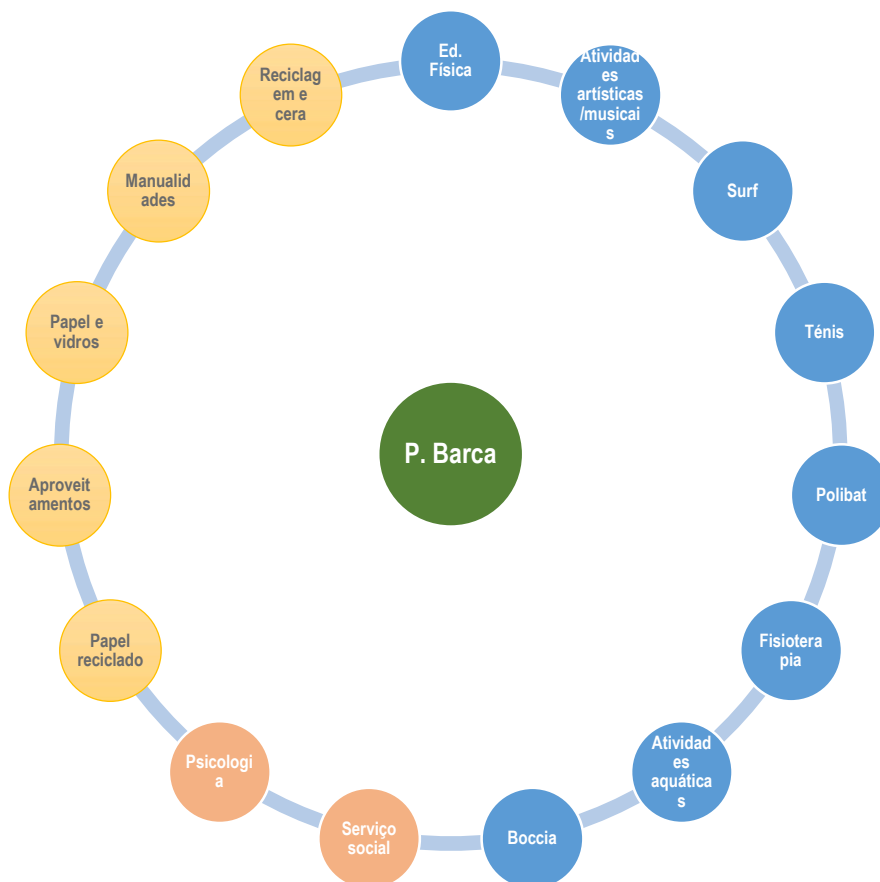 Ed.
Física
Atividad
es
artísticas
/musicai
s
Surf
Ténis
Polibat
Fisiotera
pia
Atividad
es
aquática
s
Boccia
Serviço
social
Psicologi
a
Papel
reciclado
Aproveit
amentos
Papel e
vidros
Manualid
ades
Reciclag
em e
cera
P. Barca